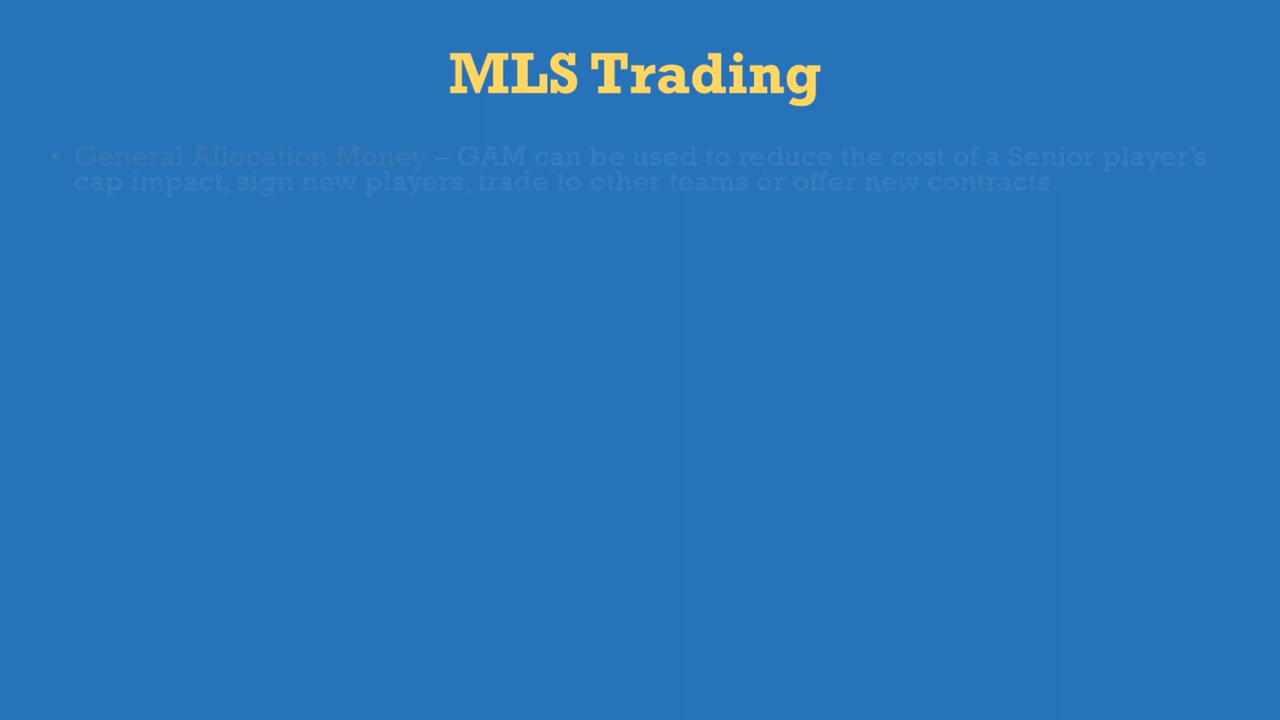 MLS Trading
• General Allocation Money – GAM can be used to reduce the cost of a Senior player's
cap impact, sign new players, trade to other teams or offer new contracts.